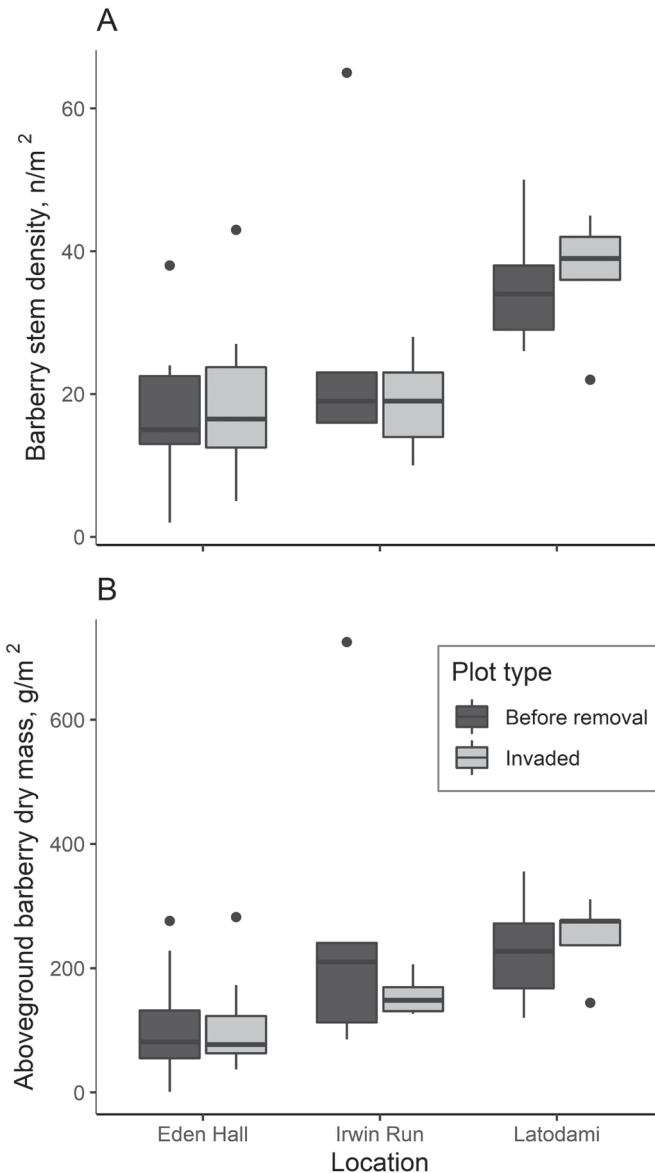 A
Barberry stem density, n/m²
60
40
20
0
B
Aboveground barberry dry mass, g/m²
600
400
200
0
Plot type
Before removal
Invaded
Eden Hall Irwin Run Latodami
Location